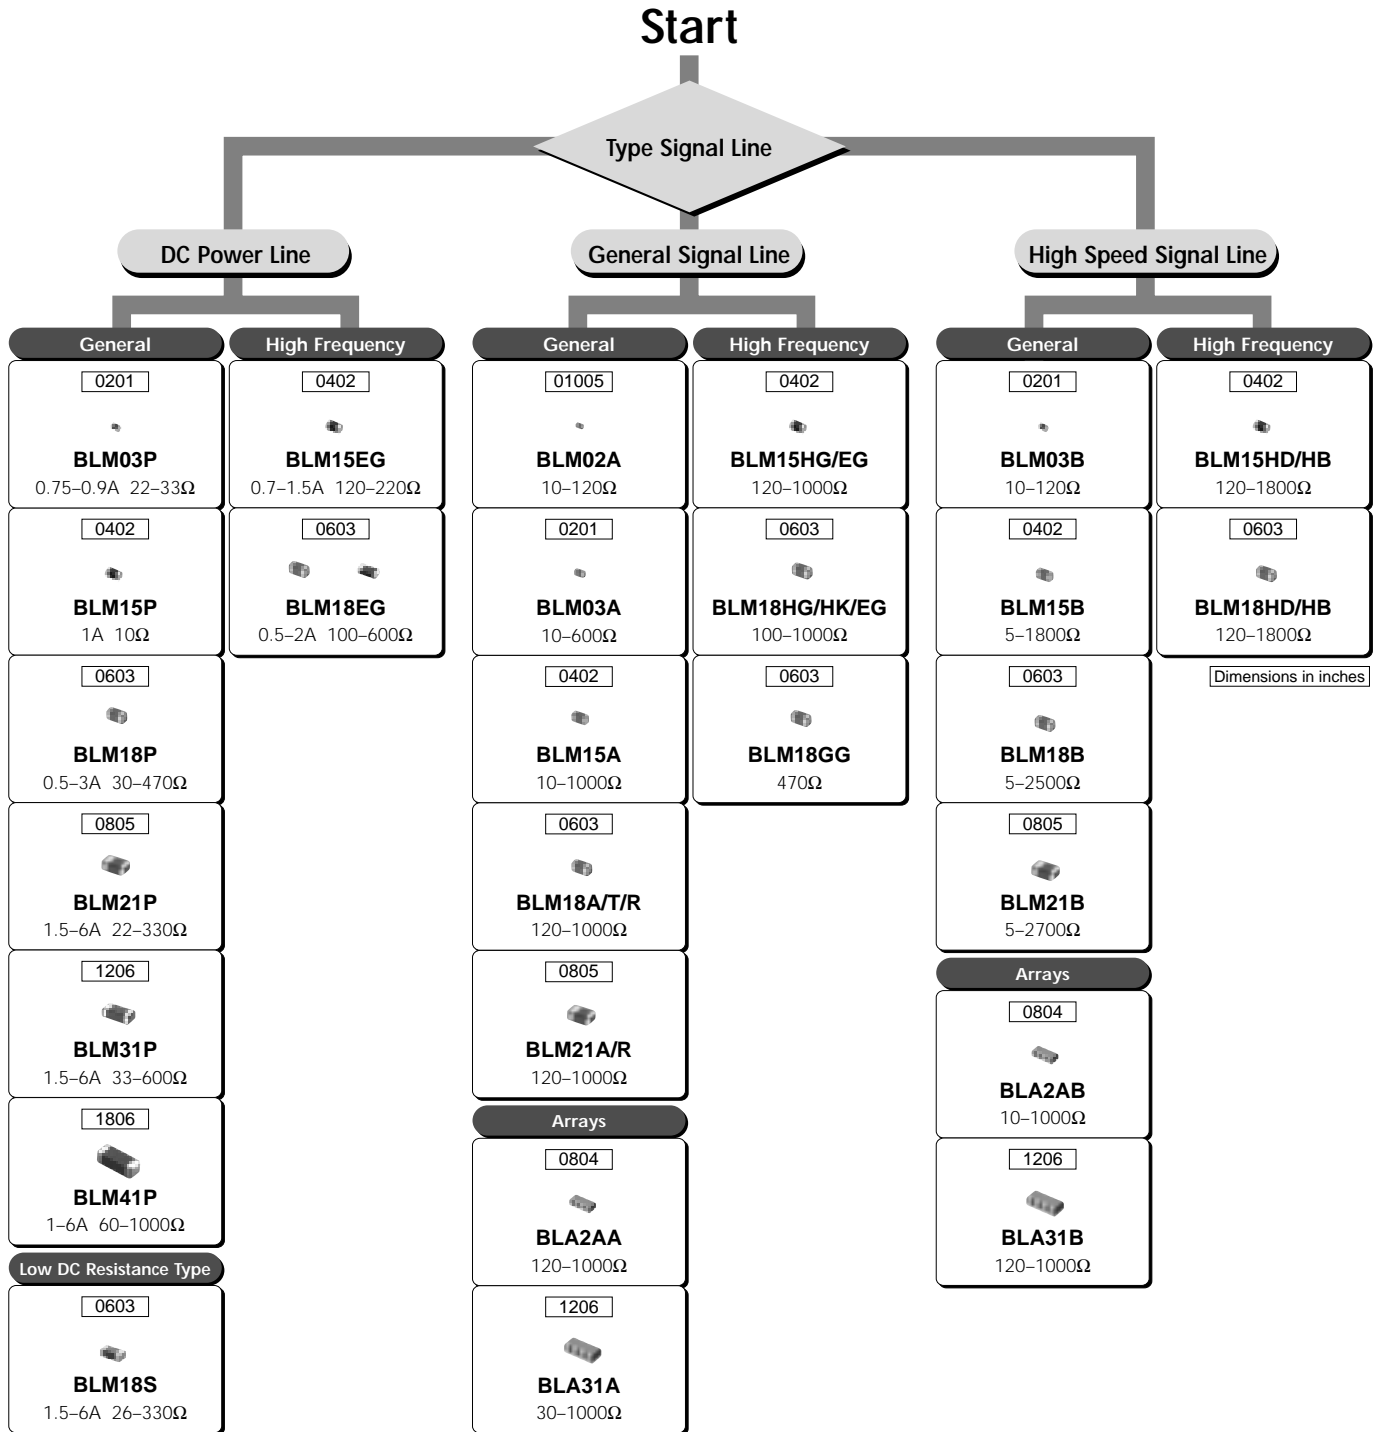 Start
Type Signal Line
DC Power Line
General
0201
BLM03P
0.75–0.9A 22–33Ω
0402
BLM15P
1A 10Ω
0603
BLM18P
0.5–3A 30–470Ω
0805
BLM21P
1.5–6A 22–330Ω
1206
BLM31P
1.5–6A 33–600Ω
1806
BLM41P
1–6A 60–1000Ω
Low DC Resistance Type
0603
BLM18S
1.5–6A 26–330Ω
High Frequency
0402
BLM15EG
0.7–1.5A 120–220Ω
0603
BLM18EG
0.5–2A 100–600Ω
General Signal Line
General
01005
BLM02A
10–120Ω
0201
BLM03A
10–600Ω
0402
BLM15A
10–1000Ω
0603
BLM18A/T/R
120–1000Ω
0805
BLM21A/R
120–1000Ω
Arrays
0804
BLA2AA
120–1000Ω
1206
BLA31A
30–1000Ω
High Frequency
0402
BLM15HG/EG
120–1000Ω
0603
BLM18HG/HK/EG
100–1000Ω
0603
BLM18GG
470Ω
High Speed Signal Line
General
0201
BLM03B
10–120Ω
0402
BLM15B
5–1800Ω
0603
BLM18B
5–2500Ω
0805
BLM21B
5–2700Ω
Arrays
0804
BLA2AB
10–1000Ω
1206
BLA31B
120–1000Ω
High Frequency
0402
BLM15HD/HB
120–1800Ω
0603
BLM18HD/HB
120–1800Ω
Dimensions in inches